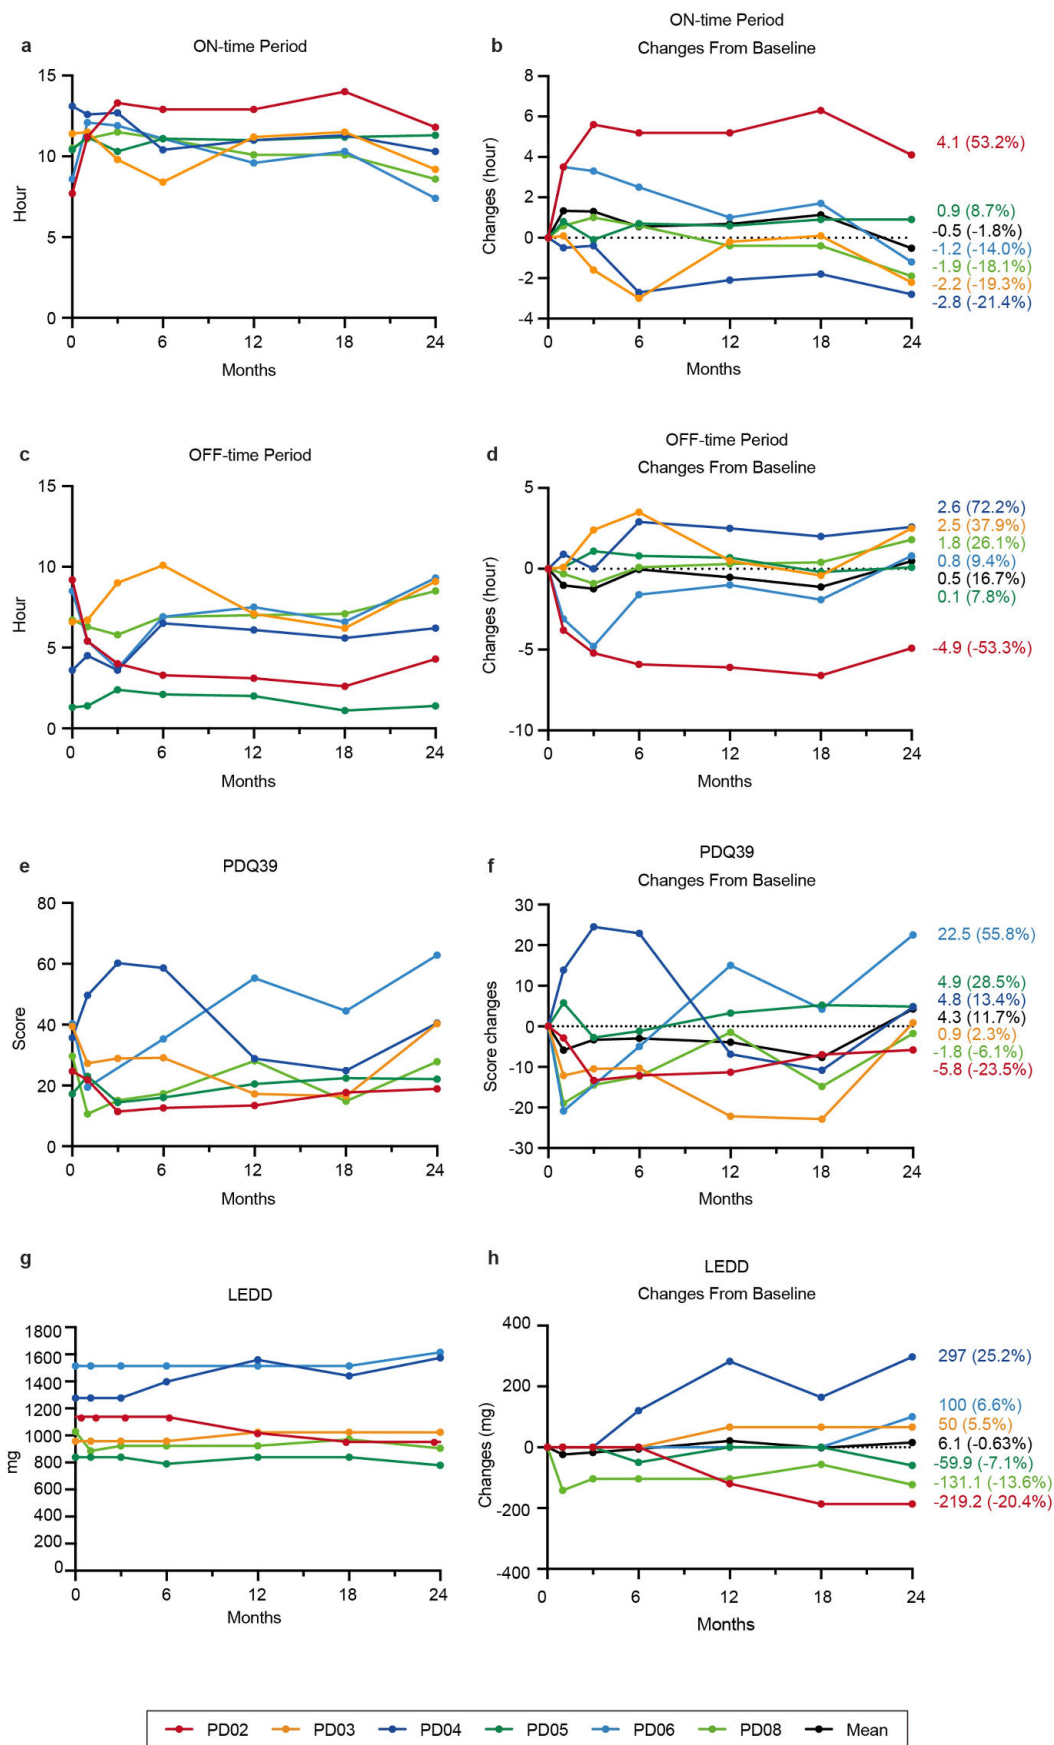 a
ON-time Period
15
10
5
0
Hour
0 6 12 18 24
Months
b
ON-time Period
Changes From Baseline
8
6
4
2
0
-2
-4
Changes (hour)
0 6 12 18 24
Months
4.1 (53.2%)
0.9 (8.7%)
-0.5 (-1.8%)
-1.2 (-14.0%)
-1.9 (-18.1%)
-2.2 (-19.3%)
-2.8 (-21.4%)
c
OFF-time Period
15
10
5
0
Hour
0 6 12 18 24
Months
d
OFF-time Period
Changes From Baseline
5
0
-5
-10
Changes (hour)
0 6 12 18 24
Months
2.6 (72.2%)
2.5 (37.9%)
1.8 (26.1%)
0.8 (9.4%)
0.5 (16.7%)
0.1 (7.8%)
-4.9 (-53.3%)
e
PDQ39
80
60
40
20
0
Score
0 6 12 18 24
Months
f
PDQ39
Changes From Baseline
30
20
10
0
-10
-20
-30
Score changes
0 6 12 18 24
Months
22.5 (55.8%)
4.9 (28.5%)
4.8 (13.4%)
4.3 (11.7%)
0.9 (2.3%)
-1.8 (-6.1%)
-5.8 (-23.5%)
g
LEDD
1800
1600
1400
1200
1000
800
600
400
200
0
mg
0 6 12 18 24
Months
h
LEDD
Changes From Baseline
400
200
0
-200
-400
Changes (mg)
0 6 12 18 24
Months
297 (25.2%)
100 (6.6%)
50 (5.5%)
6.1 (-0.63%)
-59.9 (-7.1%)
-131.1 (-13.6%)
-219.2 (-20.4%)
PD02 PD03 PD04 PD05 PD06 PD08 Mean